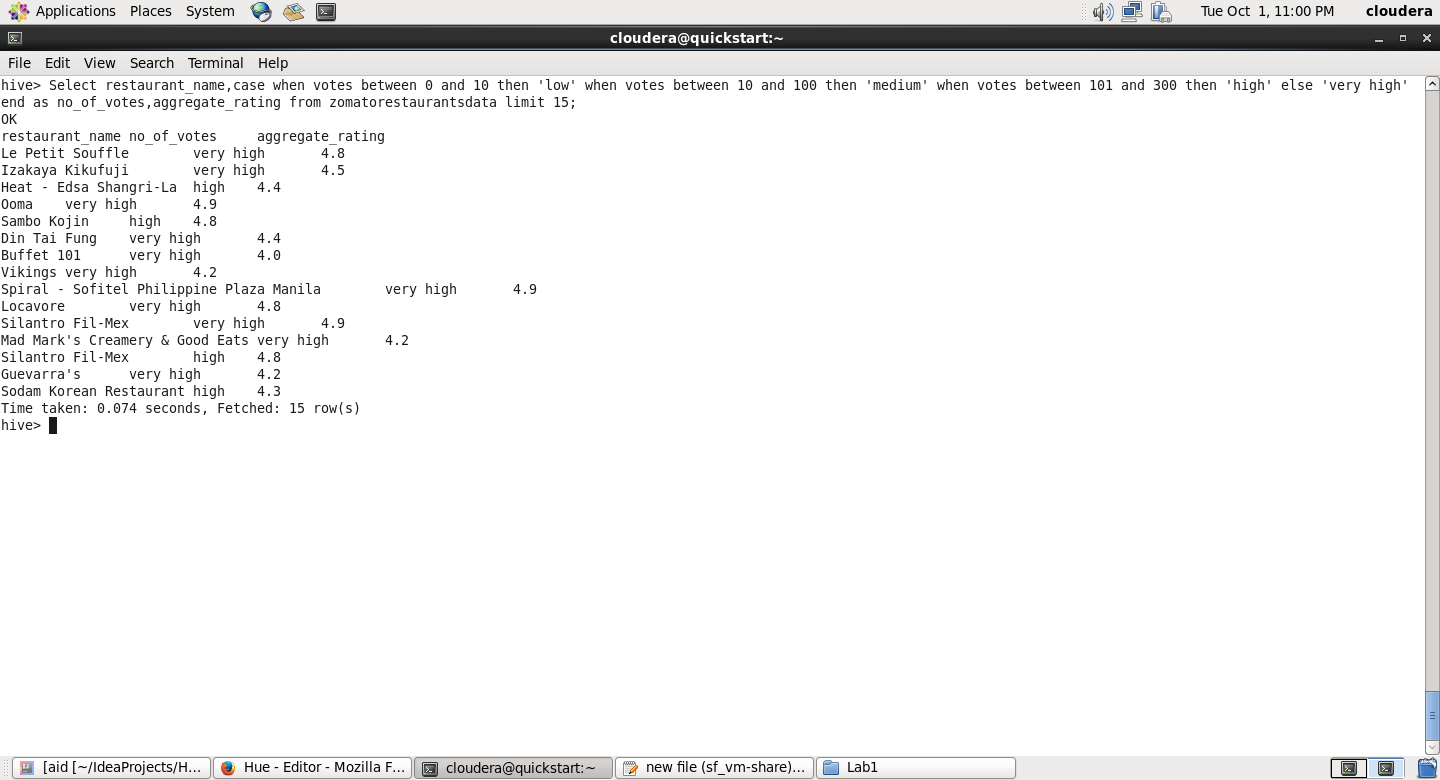 Applications Places System Tue Oct 1, 11:00 PM cloudera
cloudera@quickstart:~
File Edit View Search Terminal Help
hive> Select restaurant_name,case when votes between 0 and 10 then 'low' when votes between 10 and 100 then 'medium' when votes between 101 and 300 then 'high' else 'very high'
end as no_of_votes,aggregate_rating from zomatorestaurantsdata limit 15;
OK
restaurant_name no_of_votes aggregate_rating
Le Petit Souffle very high 4.8
Izakaya Kikufuji very high 4.5
Heat - Edsa Shangri-La high 4.4
Ooma very high 4.9
Sambo Kojin high 4.8
Din Tai Fung very high 4.4
Buffet 101 very high 4.0
Vikings very high 4.2
Spiral - Sofitel Philippine Plaza Manila very high 4.9
Locavore very high 4.8
Silantro Fil-Mex very high 4.9
Mad Mark's Creamery & Good Eats very high 4.2
Silantro Fil-Mex high 4.8
Guevarra's very high 4.2
Sodam Korean Restaurant high 4.3
Time taken: 0.074 seconds, Fetched: 15 row(s)
hive>
[aid [~/IdeaProjects/H... Hue - Editor - Mozilla F... cloudera@quickstart:~ new file (sf_vm-share)... Lab1